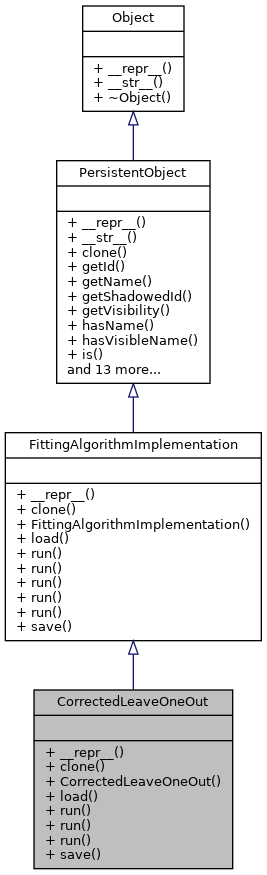 Object
+ __repr__()
+ __str__()
+ ~Object()
PersistentObject
+ __repr__()
+ __str__()
+ clone()
+ getId()
+ getName()
+ getShadowedId()
+ getVisibility()
+ hasName()
+ hasVisibleName()
+ is()
and 13 more...
FittingAlgorithmImplementation
+ __repr__()
+ clone()
+ FittingAlgorithmImplementation()
+ load()
+ run()
+ run()
+ run()
+ run()
+ run()
+ save()
CorrectedLeaveOneOut
+ __repr__()
+ clone()
+ CorrectedLeaveOneOut()
+ load()
+ run()
+ run()
+ run()
+ save()